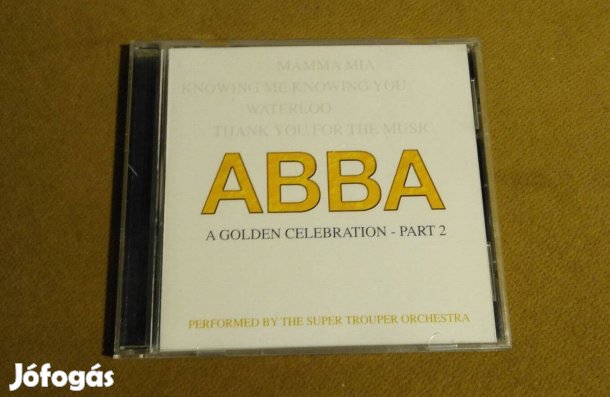 MAMMA MIA
KNOWING ME KNOWING YOU
WATERLOO
THANK YOU FOR THE MUSIC
ABBA
A GOLDEN CELEBRATION - PART 2
PERFORMED BY THE SUPER TROUPER ORCHESTRA
Jófogás